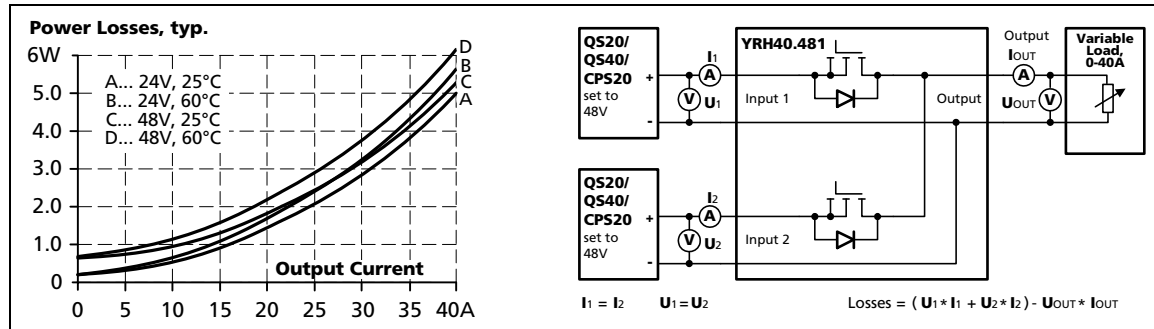 Power Losses, typ.
6W
5.0
4.0
3.0
2.0
1.0
0
A... 24V, 25°C
B... 24V, 60°C
C... 48V, 25°C
D... 48V, 60°C
D
B
C
A
Output Current
0 5 10 15 20 25 30 35 40A
QS20/
QS40/
CPS20
set to
48V
+
-
I1
A
V U1
YRH40.481
Input 1
Output
Output
IOUT
A
UOUT V
Variable
Load,
0-40A
QS20/
QS40/
CPS20
set to
48V
+
-
I2
A
V U2
Input 2
I1 = I2 U1 = U2 Losses = ( U1 * I1 + U2 * I2 ) - UOUT * IOUT